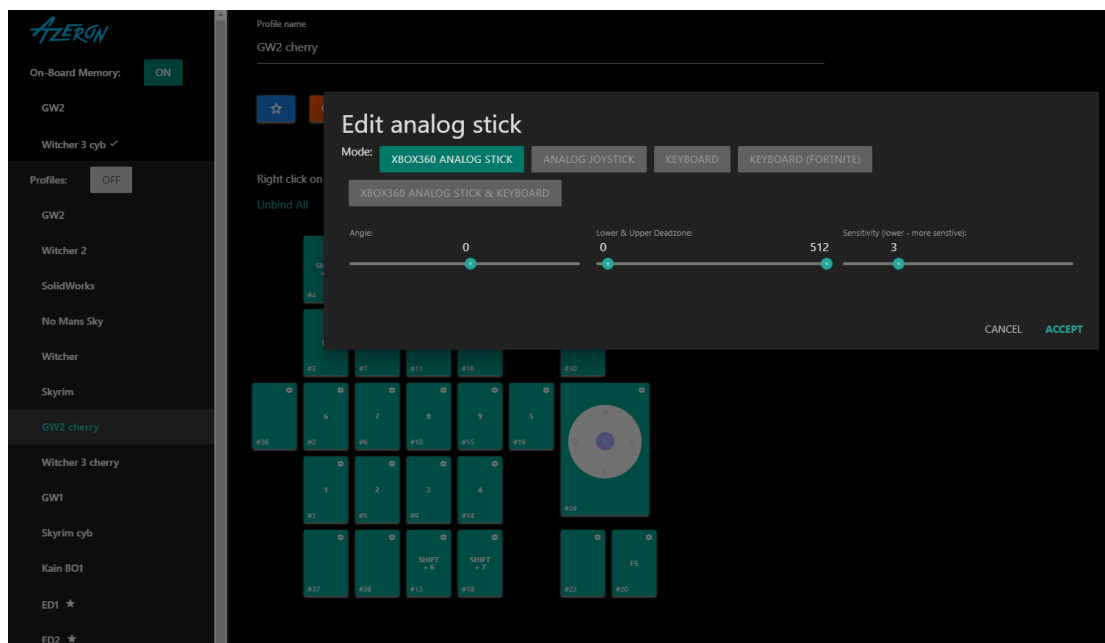 AZERON
On-Board Memory: ON
GW2
Witcher 3 cyb
Profiles: OFF
GW2
Witcher 2
SolidWorks
No Mans Sky
Witcher
Skyrim
GW2 cherry
Witcher 3 cherry
GW1
Skyrim cyb
Kain BO1
ED1
ED2
Profile name
GW2 cherry
Right click on
Unbind All
Edit analog stick
Mode: XBOX360 ANALOG STICK ANALOG JOYSTICK KEYBOARD KEYBOARD (FORTNITE)
XBOX360 ANALOG STICK & KEYBOARD
Angle: Lower & Upper Deadzone: Sensitivity (lower - more senstive):
0 0 512 3
CANCEL ACCEPT
#4
#3 #7 #11 #16 #30
6 7 8 9 5
#36 #2 #6 #10 #15 #19
W
S
1 2 3 4
#1 #5 #9 #14 #24
SHIFT + 6 SHIFT + 7 F5
#37 #38 #13 #18 #23 #20